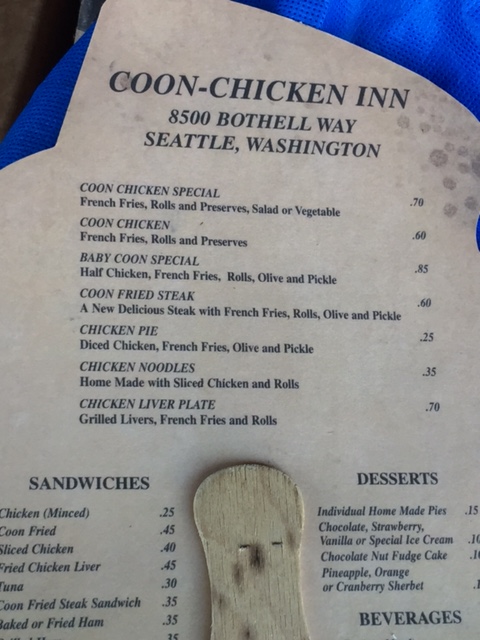 COON-CHICKEN INN
8500 BOTHELL WAY
SEATTLE, WASHINGTON
COON CHICKEN SPECIAL
French Fries, Rolls and Preserves, Salad or Vegetable .70
COON CHICKEN
French Fries, Rolls and Preserves .60
BABY COON SPECIAL
Half Chicken, French Fries, Rolls, Olive and Pickle .85
COON FRIED STEAK
A New Delicious Steak with French Fries, Rolls, Olive and Pickle .60
CHICKEN PIE
Diced Chicken, French Fries, Olive and Pickle .25
CHICKEN NOODLES
Home Made with Sliced Chicken and Rolls .35
CHICKEN LIVER PLATE
Grilled Livers, French Fries and Rolls .70
SANDWICHES
Chicken (Minced) .25
Coon Fried .45
Sliced Chicken .40
Fried Chicken Liver .45
Tuna .30
Coon Fried Steak Sandwich .35
Baked or Fried Ham .35
.35
DESSERTS
Individual Home Made Pies .15
Chocolate, Strawberry,
Vanilla or Special Ice Cream .10
Chocolate Nut Fudge Cake
Pineapple, Orange
or Cranberry Sherbet
BEVERAGES